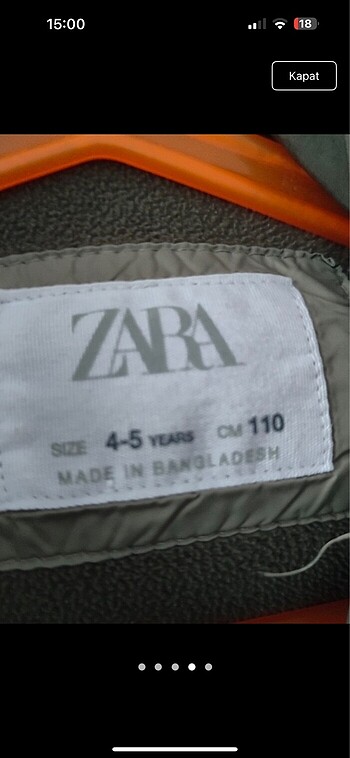 15:00
18
Kapat
ZARA
SIZE 4-5 YEARS CM 110
MADE IN BANGLADESH